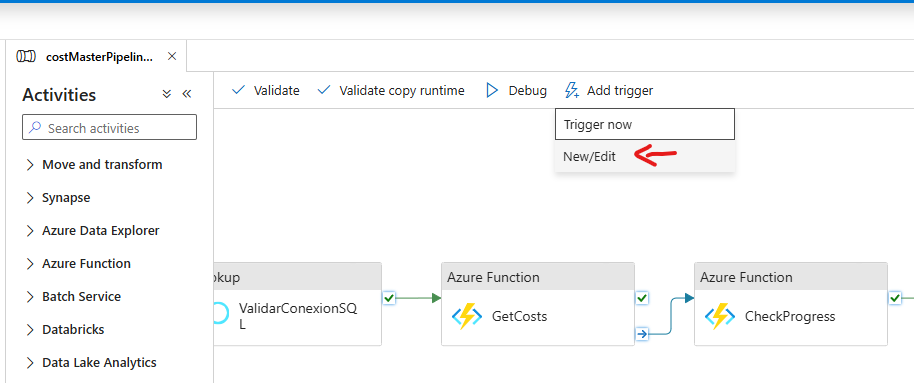 costMasterPipelin...
Activities
Search activities
Move and transform
Synapse
Azure Data Explorer
Azure Function
Batch Service
Databricks
Data Lake Analytics
Validate
Validate copy runtime
Debug
Add trigger
Trigger now
New/Edit
okup
ValidarConexionSQ
L
Azure Function
GetCosts
Azure Function
CheckProgress